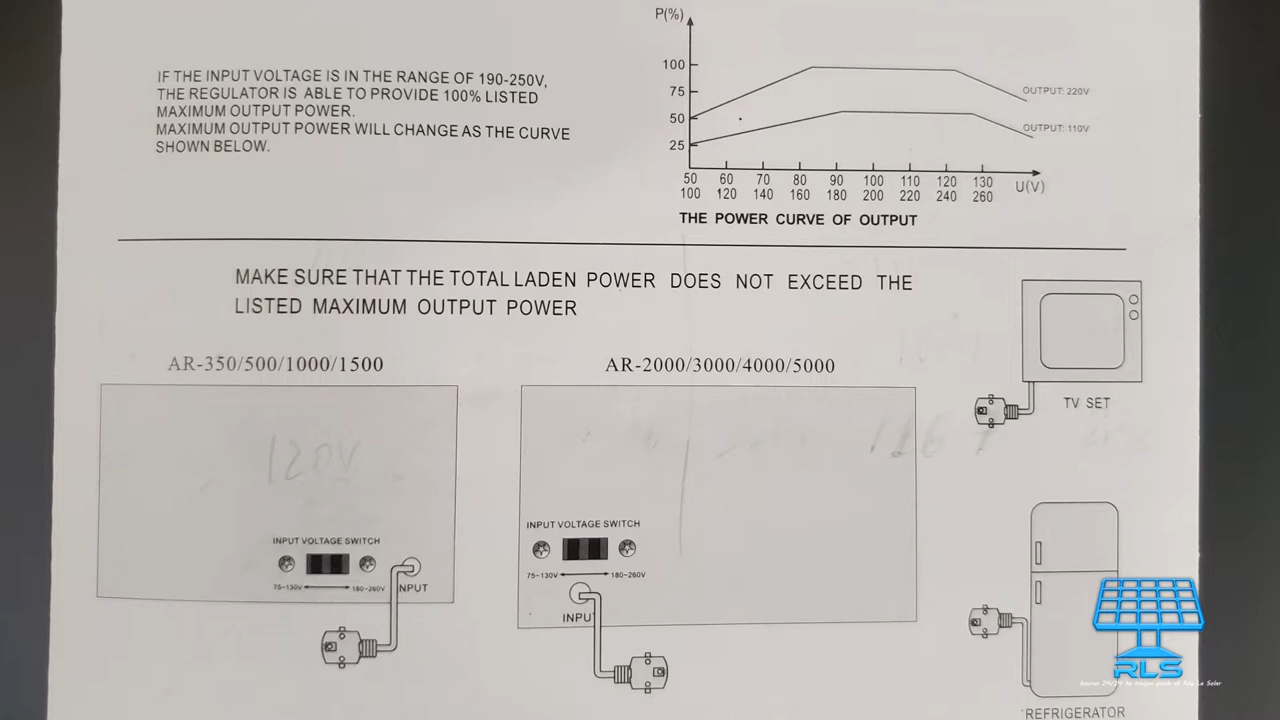 IF THE INPUT VOLTAGE IS IN THE RANGE OF 190-250V,
THE REGULATOR IS ABLE TO PROVIDE 100% LISTED
MAXIMUM OUTPUT POWER.
MAXIMUM OUTPUT POWER WILL CHANGE AS THE CURVE
SHOWN BELOW.
P(%)
100
75
50
25
OUTPUT: 220V
OUTPUT: 110V
50 60 70 80 90 100 110 120 130
100 120 140 160 180 200 220 240 260
U(V)
THE POWER CURVE OF OUTPUT
MAKE SURE THAT THE TOTAL LADEN POWER DOES NOT EXCEED THE
LISTED MAXIMUM OUTPUT POWER
AR-350/500/1000/1500
120V
INPUT VOLTAGE SWITCH
75-130V 180-260V
NPUT
AR-2000/3000/4000/5000
INPUT VOLTAGE SWITCH
75-130V 180-260V
INPU
TV SET
REFRIGERATOR
RLS